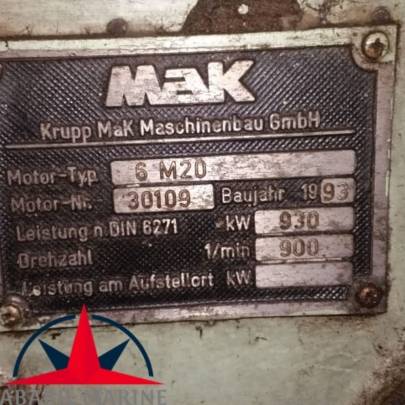 MaK
Krupp MaK Maschinenbau GmbH
Motor-Typ 6 M20
Motor-Nr. 30109 Baujahr 1993
Leistung n. DIN 6271 kW 930
Drehzahl 1/min 900
Leistung am Aufstellort kW
MARINE